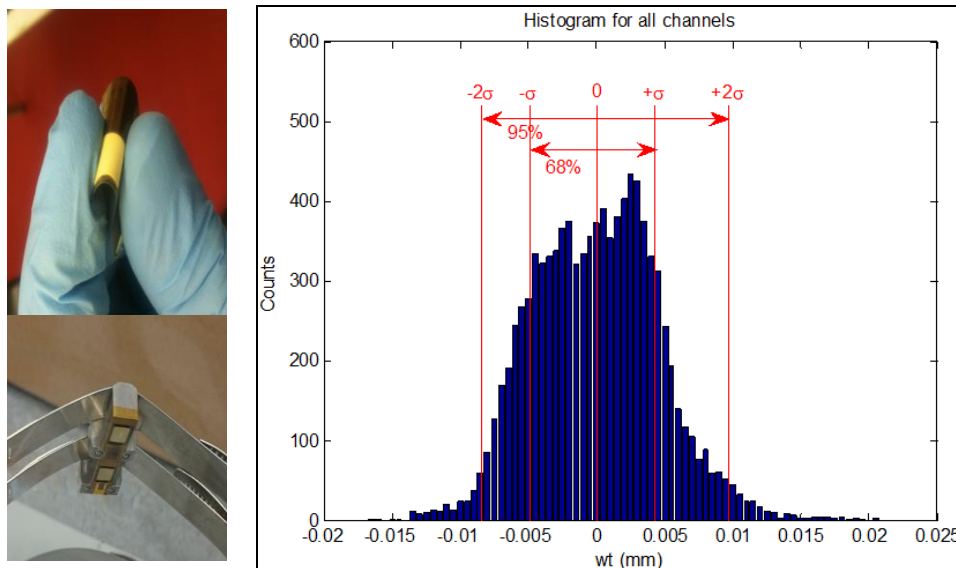 Histogram for all channels
600
500
400
300
200
100
0
-2σ -σ 0 +σ +2σ
95%
68%
Counts
-0.02 -0.015 -0.01 -0.005 0 0.005 0.01 0.015 0.02 0.025
wt (mm)